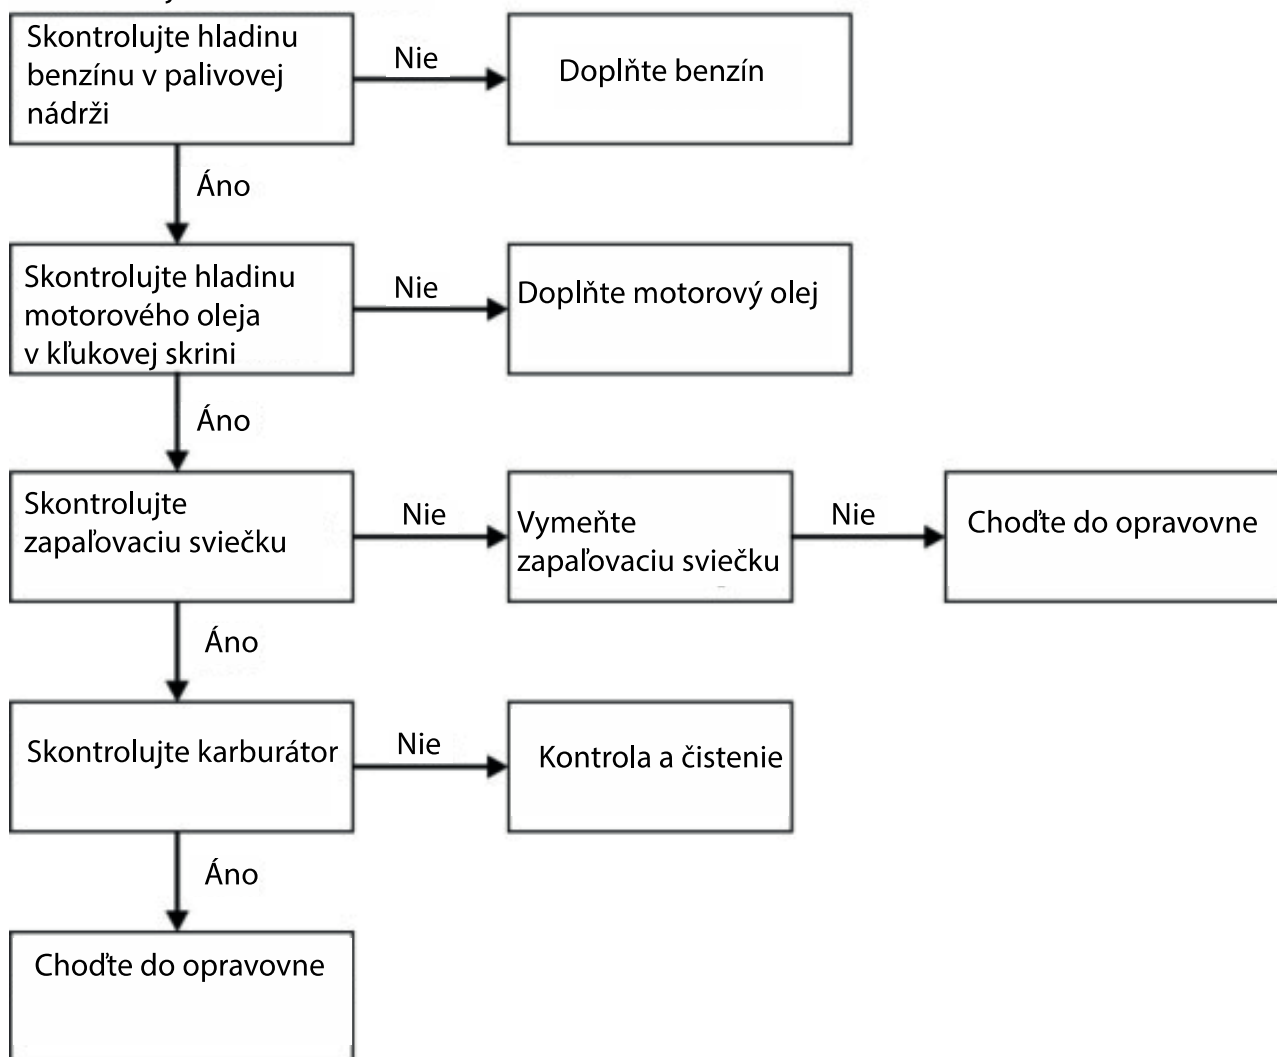 Skontrolujte hladinu
benzínu v palivovej
nádrži
Nie
Doplňte benzín
Áno
Skontrolujte hladinu
motorového oleja
v kľukovej skrini
Nie
Doplňte motorový olej
Áno
Skontrolujte
zapaľovaciu sviečku
Nie
Vymeňte
zapaľovaciu sviečku
Nie
Choďte do opravovne
Áno
Skontrolujte karburátor
Nie
Kontrola a čistenie
Áno
Choďte do opravovne